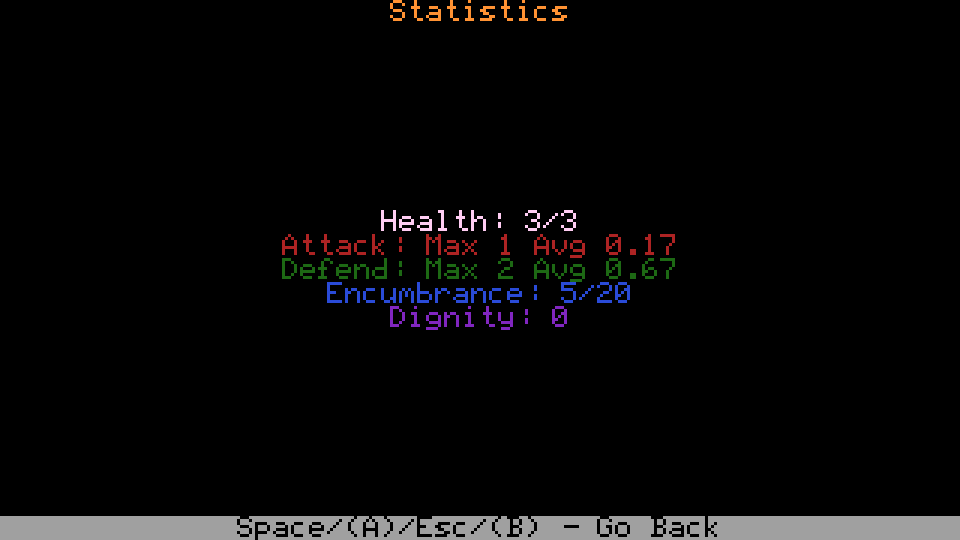 Statistics
Health: 3/3
Attack: Max 1 Avg 0.17
Defend: Max 2 Avg 0.67
Encumbrance: 5/20
Dignity: 0
Space/(A)/Esc/(B) - Go Back